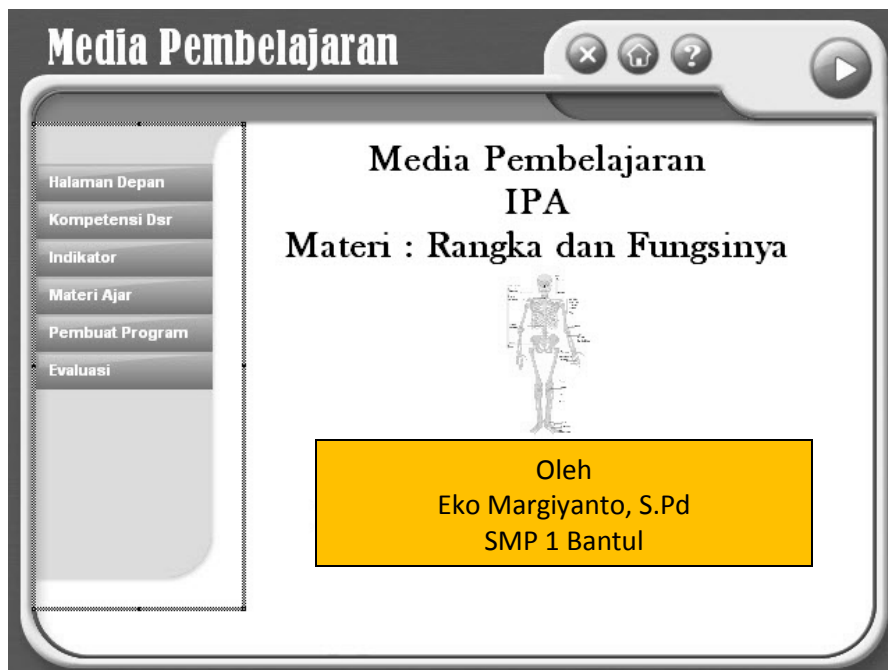 Media Pembelajaran
Halaman Depan
Kompetensi Dsr
Indikator
Materi Ajar
Pembuat Program
Evaluasi
Media Pembelajaran
IPA
Materi : Rangka dan Fungsinya
Oleh
Eko Margiyanto, S.Pd
SMP 1 Bantul